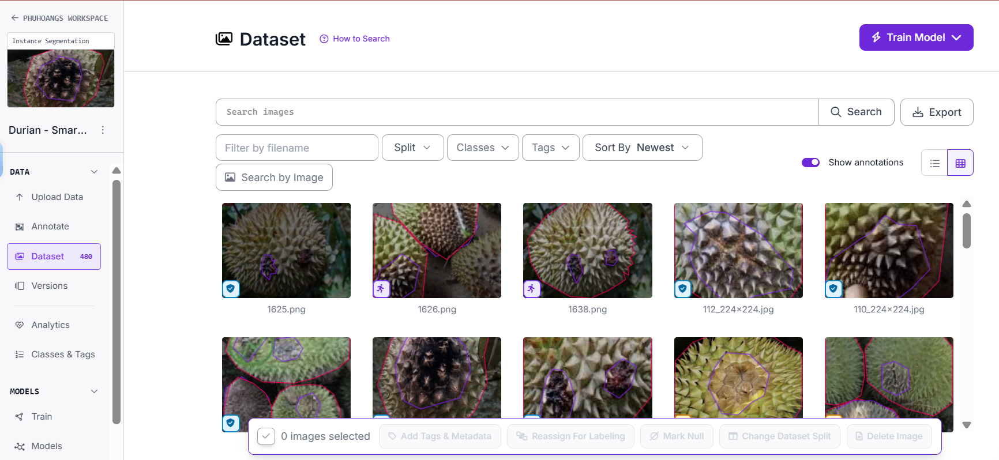 PHUHOANGS WORKSPACE
Instance Segmentation
Durian - Smar...
DATA
Upload Data
Annotate
Dataset 480
Versions
Analytics
Classes & Tags
MODELS
Train
Models
Dataset
How to Search
Train Model
Search images
Search
Export
Filter by filename
Split
Classes
Tags
Sort By Newest
Search by Image
Show annotations
1625.png
1626.png
1638.png
112_224×224.jpg
110_224×224.jpg
0 images selected
Add Tags & Metadata
Reassign For Labeling
Mark Null
Change Dataset Split
Delete Image